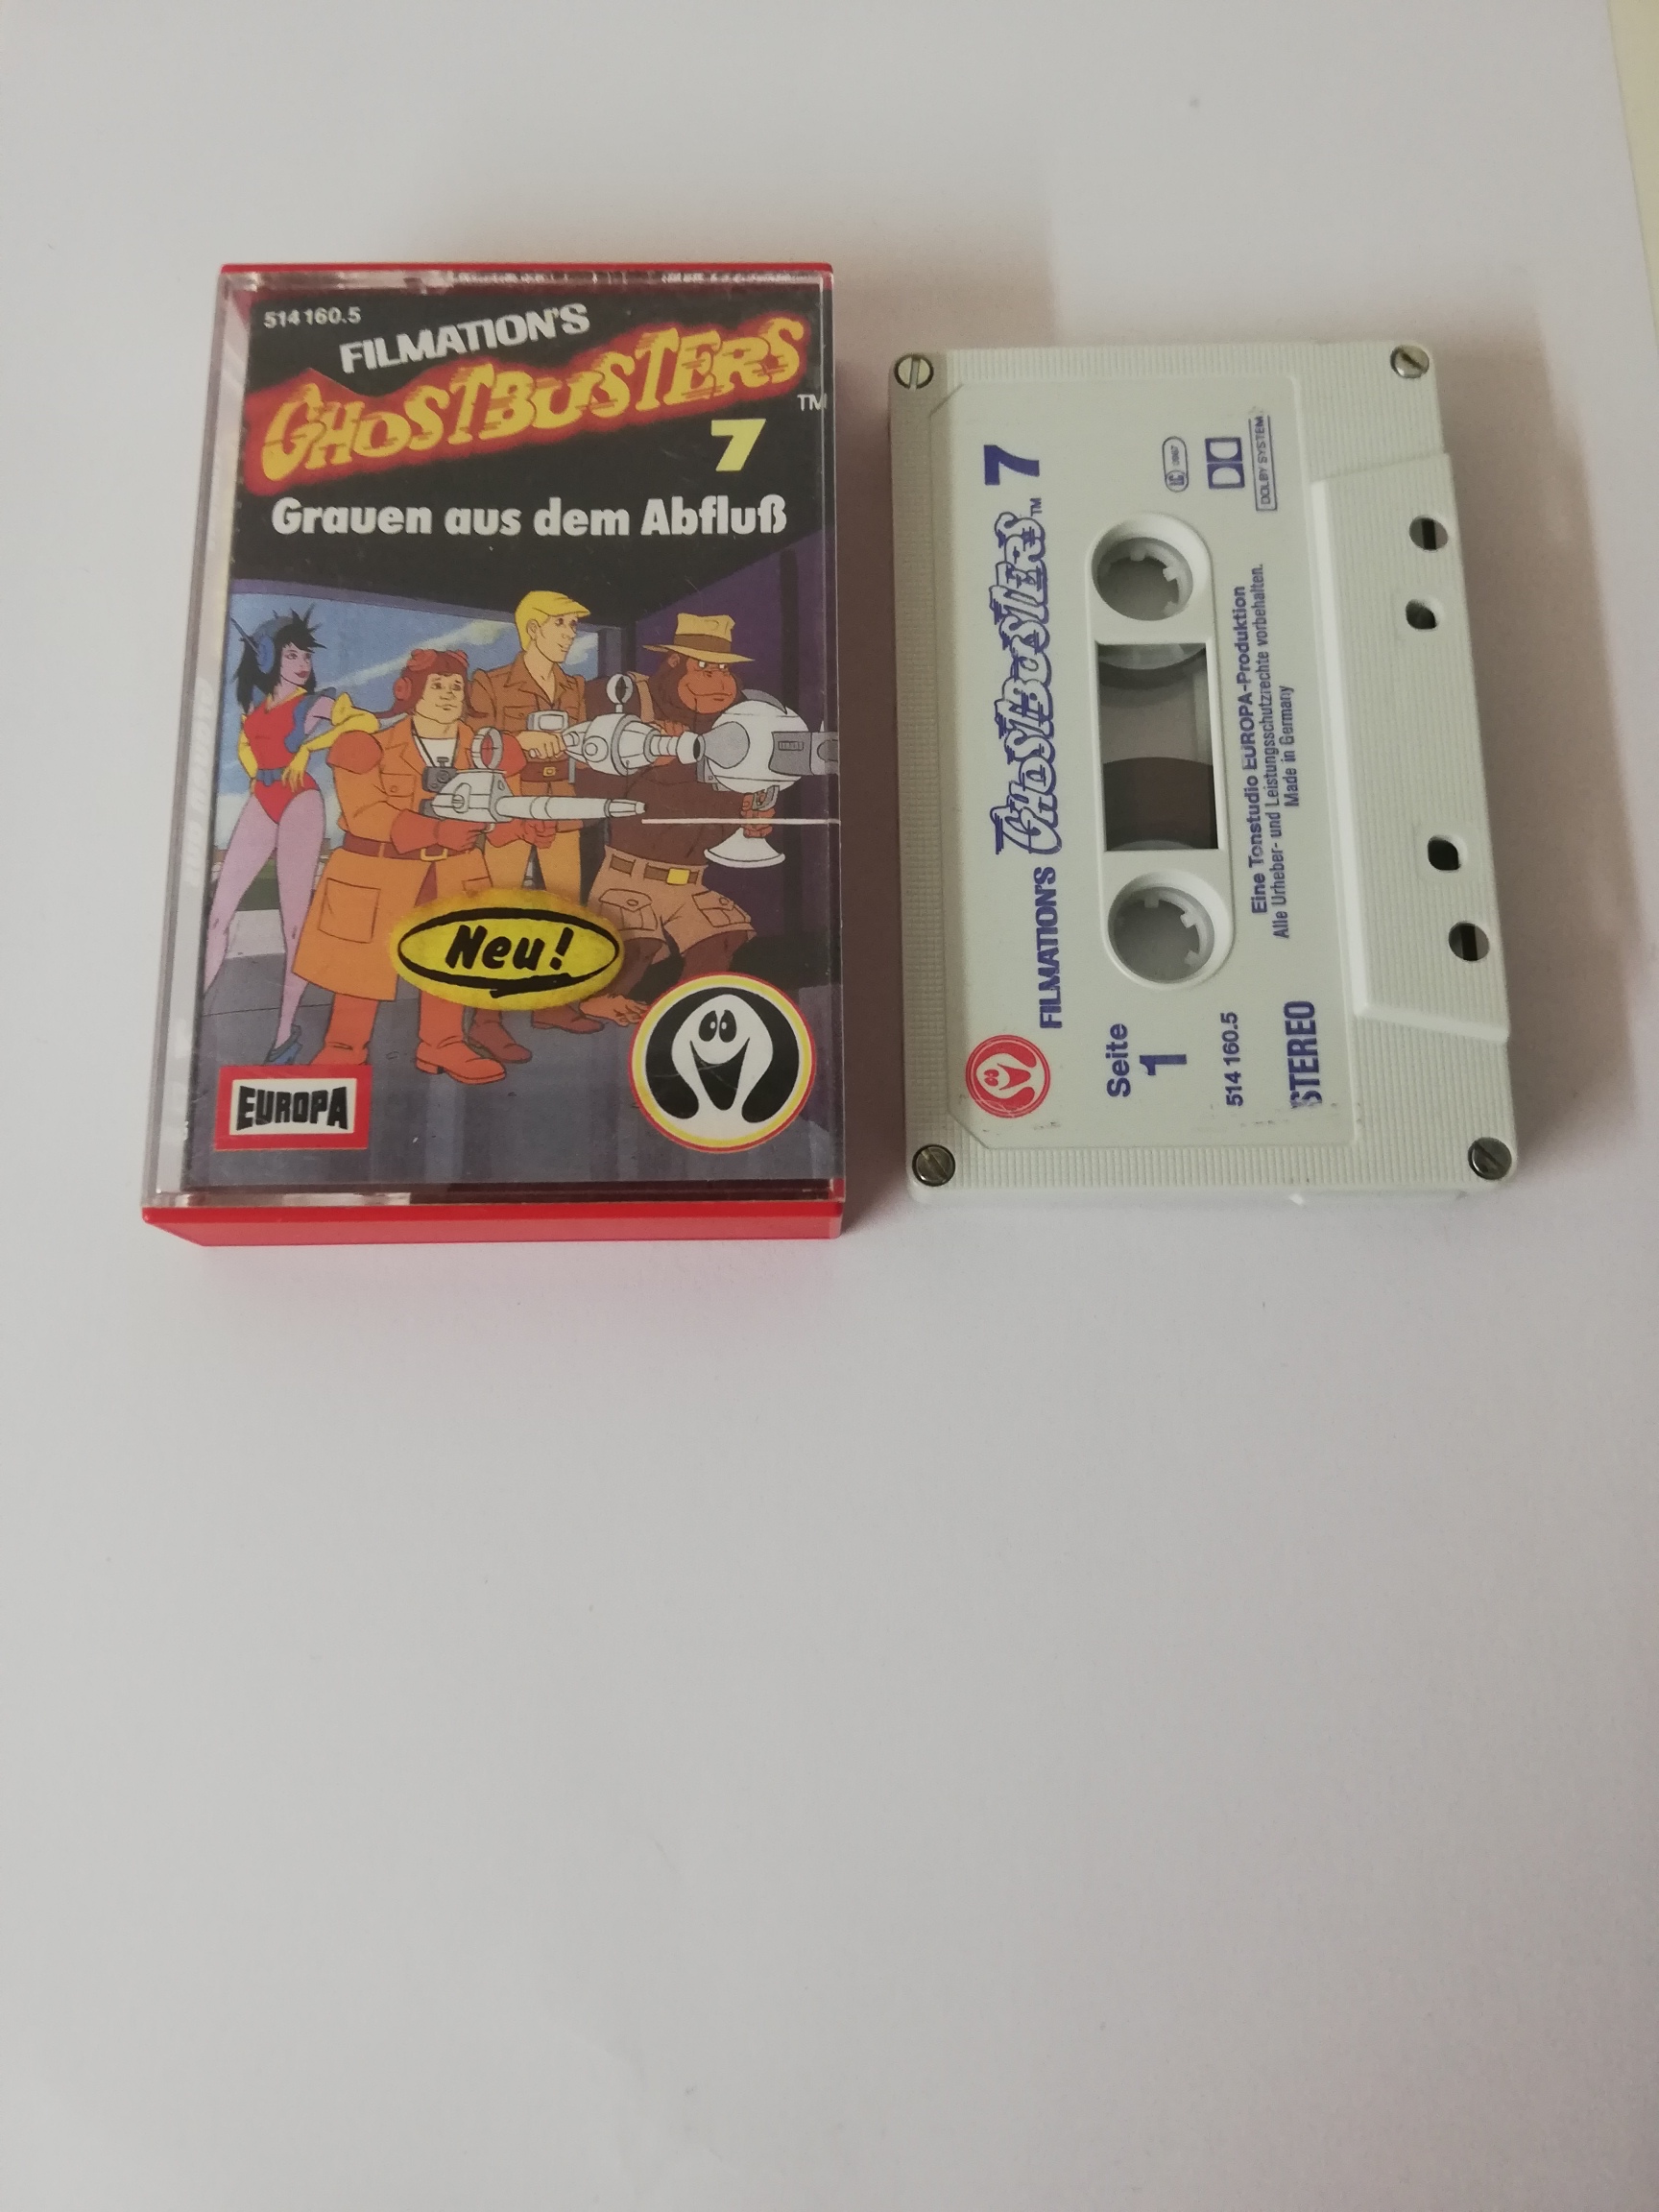 514 160.5
FILMATION'S
GHOSTBUSTERS
TM
7
Grauen aus dem Abfluß
Neu!
EUROPA
FILMATION'S GHOSTBUSTERS TM 7
Seite
1
DOLBY SYSTEM
514 160.5
Eine Tonstudio EUROPA-Produktion
Alle Urheber- und Leistungsschutzrechte vorbehalten.
Made in Germany
STEREO